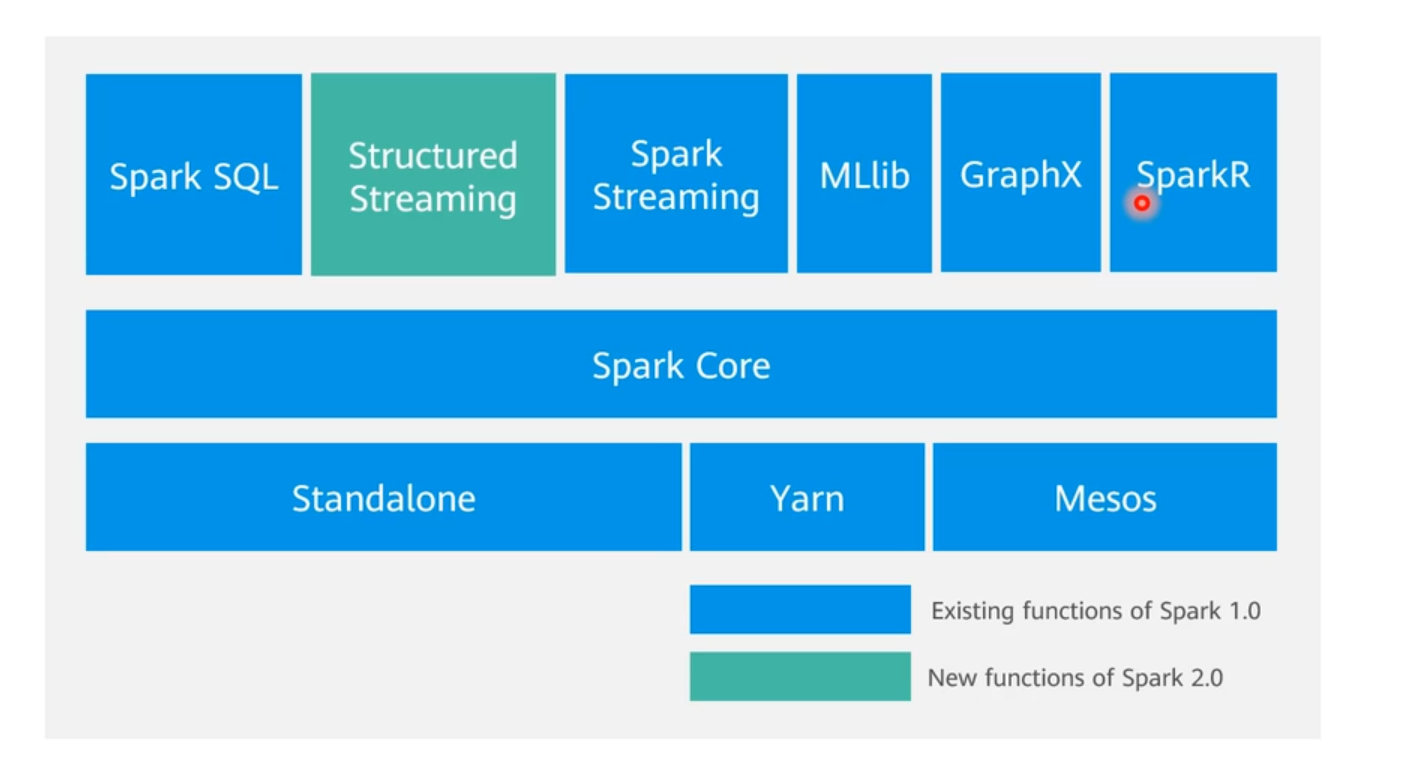 Spark SQL
Structured
Streaming
Spark
Streaming
MLlib
GraphX
SparkR
Spark Core
Standalone
Yarn
Mesos
Existing functions of Spark 1.0
New functions of Spark 2.0